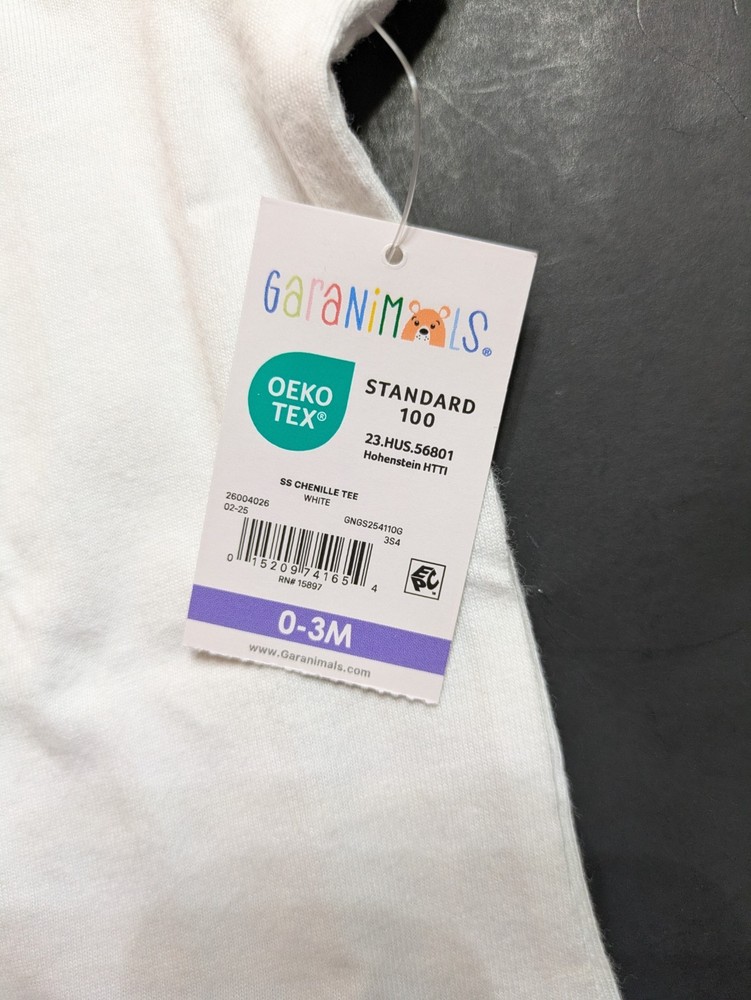 GaraNiMALS®
OEKO
TEX®
STANDARD
100
23.HUS.56801
Hohenstein HTTI
SS CHENILLE TEE
WHITE
26004026
02-25
GNGS254110G
3S4
0 15209 74165 4
RN# 15897
EPC
0-3M
www.Garanimals.com